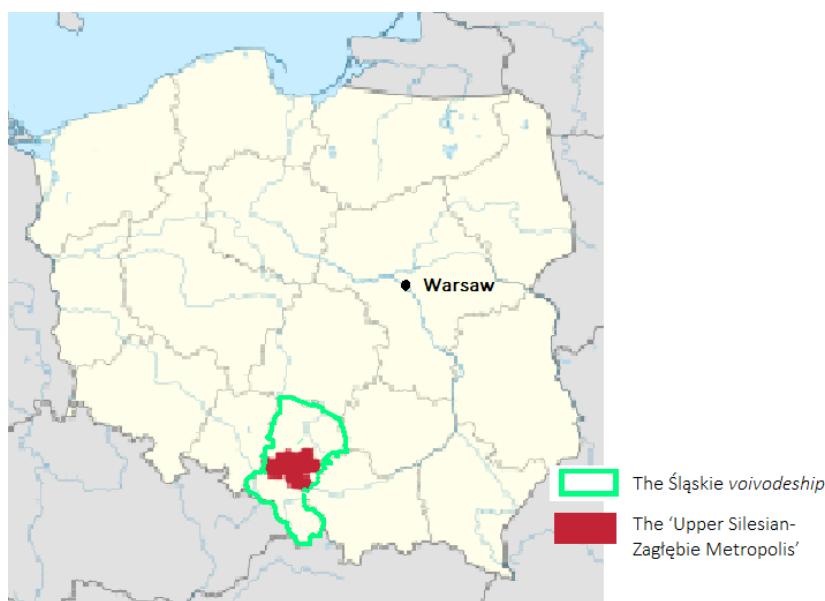 Warsaw
The Śląskie voivodeship
The ‘Upper Silesian-
Zagłębie Metropolis’